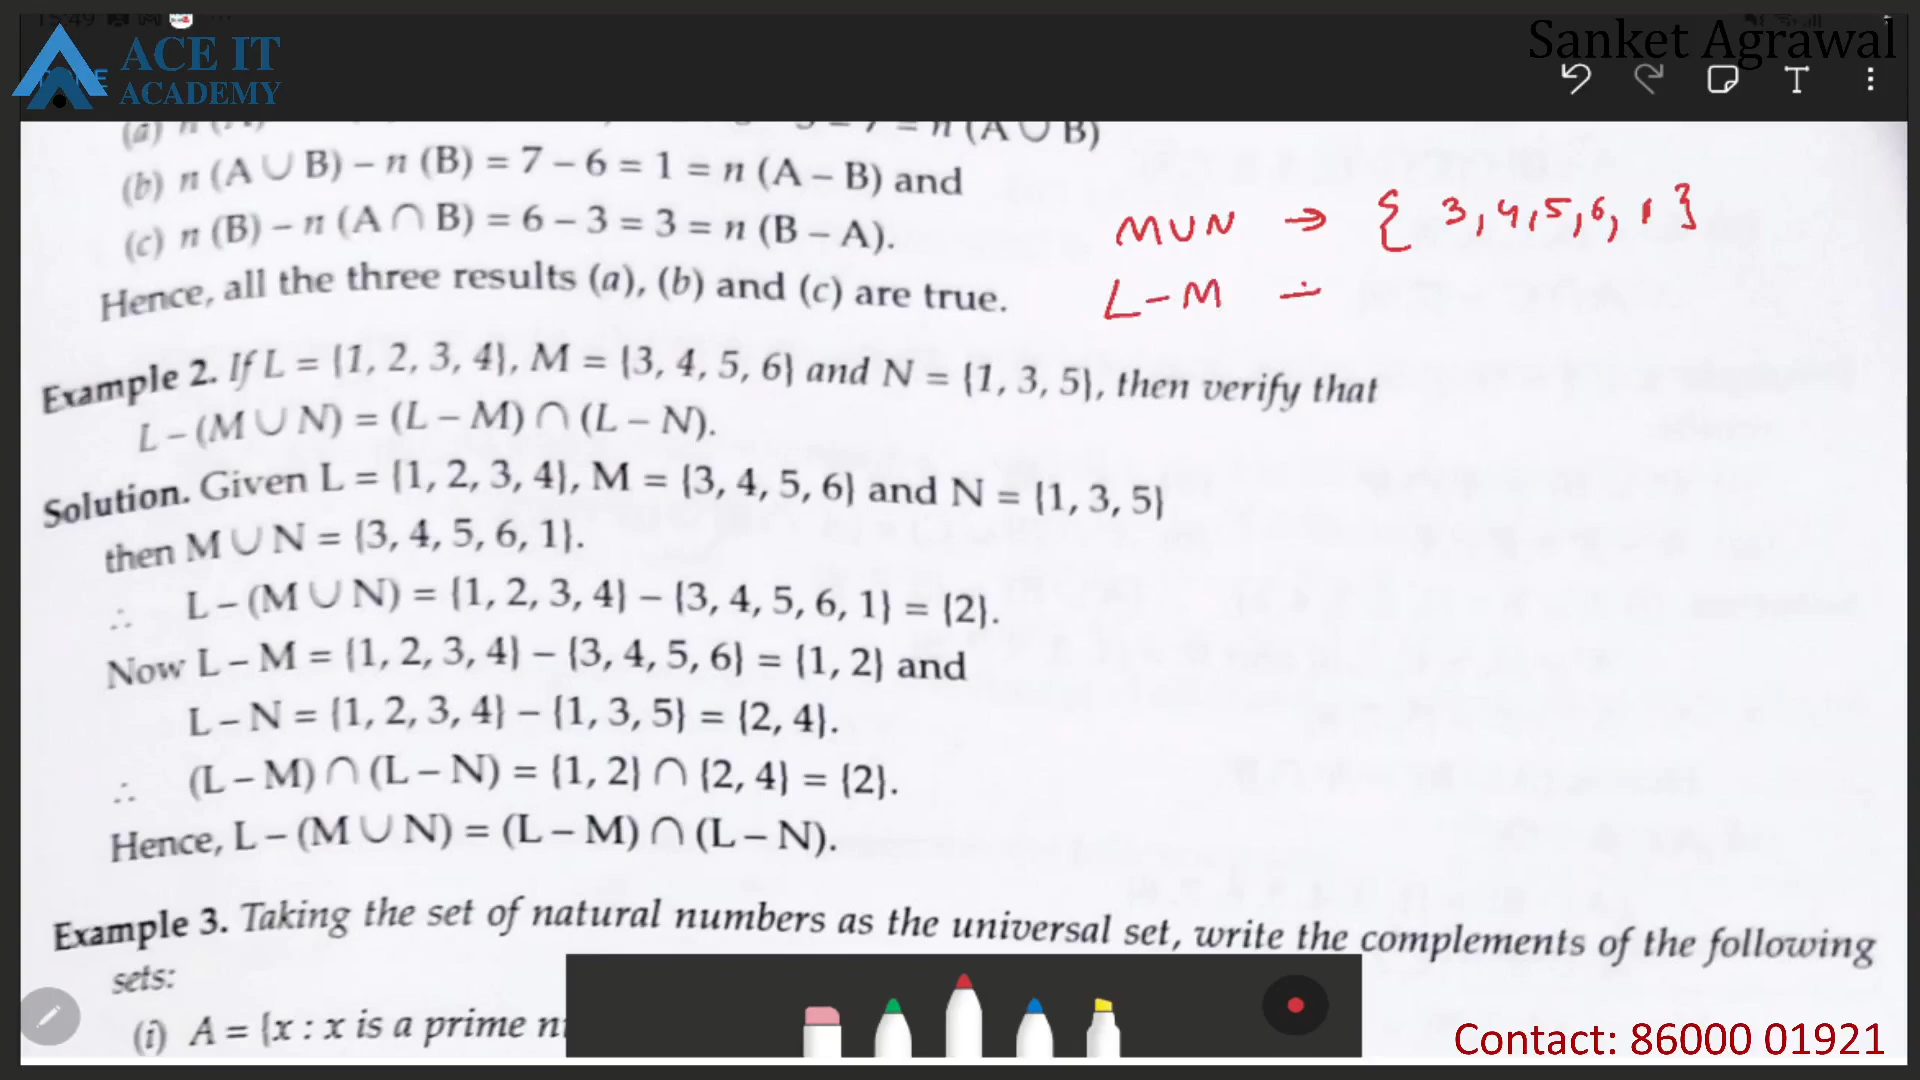 15:49
Sanket Agrawal
ACE IT
ACADEMY
T
(a) n = n (A ∪ B)
(b) n (A ∪ B) – n (B) = 7 – 6 = 1 = n (A – B) and
(c) n (B) – n (A ∩ B) = 6 – 3 = 3 = n (B – A).
M∪N → { 3, 4, 5, 6, 1 }
Hence, all the three results (a), (b) and (c) are true.
L – M
Example 2. If L = {1, 2, 3, 4}, M = {3, 4, 5, 6} and N = {1, 3, 5}, then verify that
L – (M ∪ N) = (L – M) ∩ (L – N).
Solution. Given L = {1, 2, 3, 4}, M = {3, 4, 5, 6} and N = {1, 3, 5}
then M ∪ N = {3, 4, 5, 6, 1}.
∴ L – (M ∪ N) = {1, 2, 3, 4} – {3, 4, 5, 6, 1} = {2}.
Now L – M = {1, 2, 3, 4} – {3, 4, 5, 6} = {1, 2} and
L – N = {1, 2, 3, 4} – {1, 3, 5} = {2, 4}.
∴ (L – M) ∩ (L – N) = {1, 2} ∩ {2, 4} = {2}.
Hence, L – (M ∪ N) = (L – M) ∩ (L – N).
Example 3. Taking the set of natural numbers as the universal set, write the complements of the following
sets:
(i) A = {x : x is a prime
Contact: 86000 01921